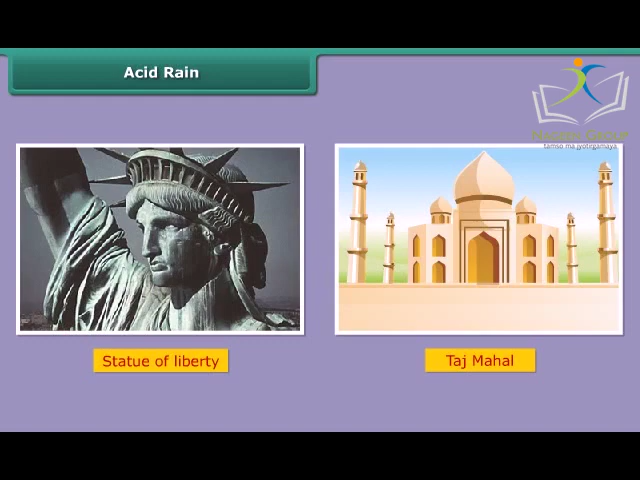 Acid Rain
tamso ma jyotirgamaya
Statue of liberty
Taj Mahal